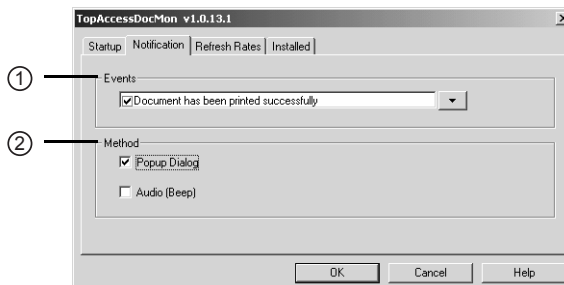 TopAccessDocMon v1.0.13.1
Startup Notification Refresh Rates Installed
1 Events
Document has been printed successfully
2 Method
Popup Dialog
Audio (Beep)
OK Cancel Help